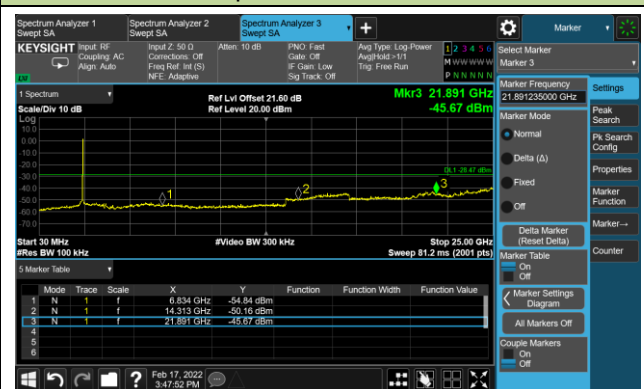 Spectrum Analyzer 1
Swept SA
Spectrum Analyzer 2
Swept SA
Spectrum Analyzer 3
Swept SA
Marker
KEYSIGHT
Input: RF
Coupling: AC
Align: Auto
Input Z: 50 Ω
Corrections: Off
Freq Ref: Int (S)
NFE: Adaptive
Atten: 10 dB
PNO: Fast
Gate: Off
IF Gain: Low
Sig Track: Off
Avg Type: Log-Power
Avg|Hold:>1/1
Trig: Free Run
1 2 3 4 5 6
M W W W W W
P N N N N N
Select Marker
Marker 3
1 Spectrum
Scale/Div 10 dB
Ref Lvl Offset 21.60 dB
Ref Level 20.00 dBm
Mkr3 21.891 GHz
-45.67 dBm
Log
10.0
0.00
-10.0
-20.0
-30.0
-40.0
-50.0
-60.0
-70.0
DL1 -28.47 dBm
1
2
3
Start 30 MHz
#Res BW 100 kHz
#Video BW 300 kHz
Stop 25.00 GHz
Sweep 81.2 ms (2001 pts)
5 Marker Table
Mode Trace Scale X Y Function Function Width Function Value
1 N 1 f 6.834 GHz -54.84 dBm
2 N 1 f 14.313 GHz -50.16 dBm
3 N 1 f 21.891 GHz -45.67 dBm
4
5
6
Marker Frequency
21.891235000 GHz
Marker Mode
Normal
Delta (Δ)
Fixed
Off
Delta Marker
(Reset Delta)
Marker Table
On
Off
Marker Settings
Diagram
All Markers Off
Couple Markers
On
Off
Settings
Peak
Search
Pk Search
Config
Properties
Marker
Function
Marker→
Counter
?
Feb 17, 2022
3:47:52 PM